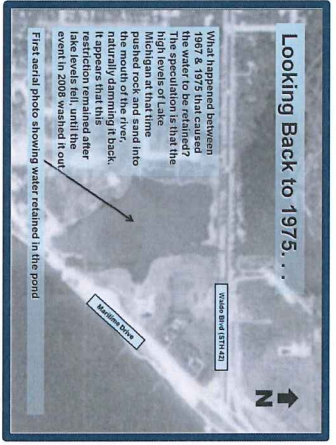 Looking Back to 1975. . .
What happened between
1967 & 1975 that caused
the water to be retained?
The speculation is that the
high levels of Lake
Michigan at that time
pushed rock and sand into
the mouth of the river,
naturally damming it back.
It appears that this
restriction remained after
lake levels fell, until the
event in 2008 washed it out.
Waldo Blvd (STH 42)
N
Maritime Drive
First aerial photo showing water retained in the pond